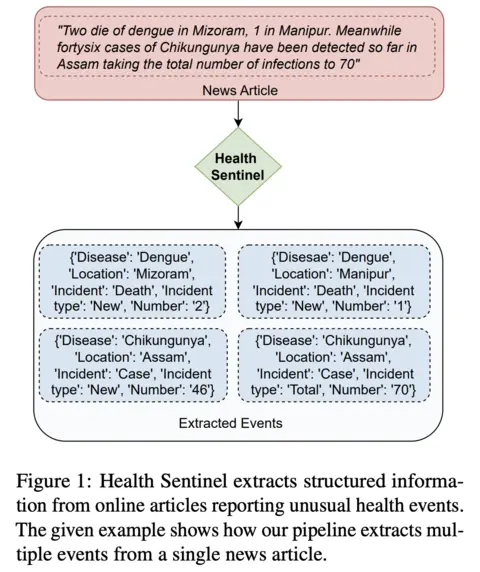 "Two die of dengue in Mizoram, 1 in Manipur. Meanwhile
fortysix cases of Chikungunya have been detected so far in
Assam taking the total number of infections to 70"
News Article
Health
Sentinel
{'Disease': 'Dengue',
'Location': 'Mizoram',
'Incident': 'Death', 'Incident
type': 'New', 'Number': '2'}
{'Disesae': 'Dengue',
'Location': 'Manipur',
'Incident': 'Death', 'Incident
type': 'New', 'Number': '1'}
{'Disease': 'Chikungunya',
'Location': 'Assam',
'Incident': 'Case', 'Incident
type': 'New', 'Number': '46'}
{'Disease': 'Chikungunya',
'Location': 'Assam',
'Incident': 'Case', 'Incident
type': 'Total', 'Number': '70'}
Extracted Events
Figure 1: Health Sentinel extracts structured informa-
tion from online articles reporting unusual health events.
The given example shows how our pipeline extracts mul-
tiple events from a single news article.